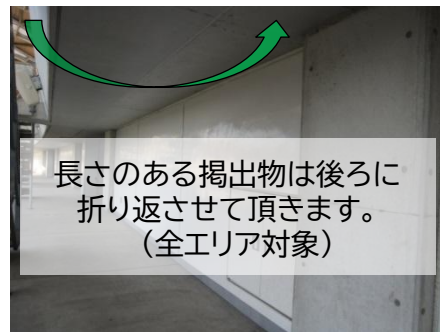 長さのある掲出物は後ろに
折り返させて頂きます。
（全エリア対象）